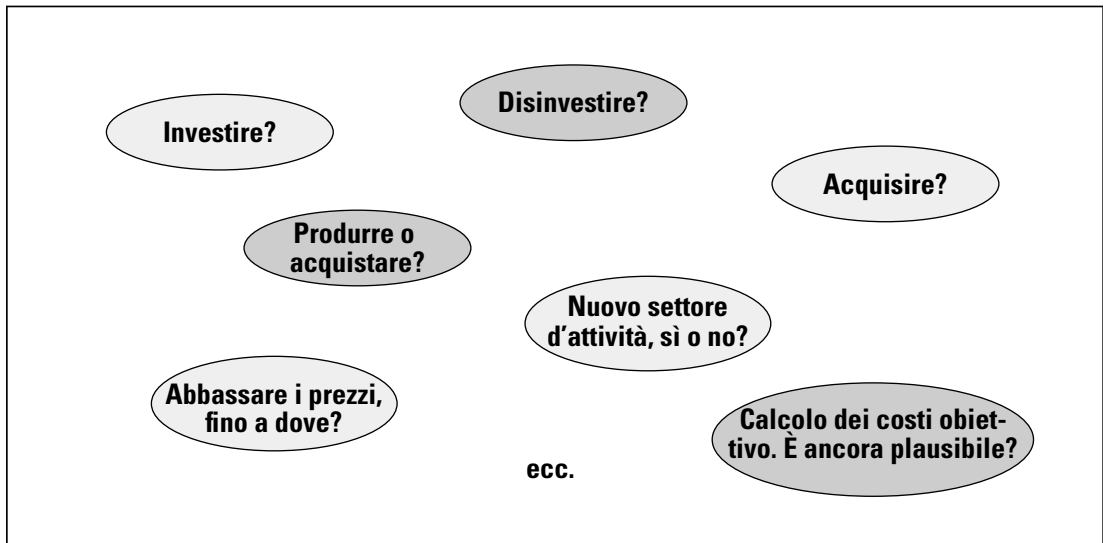 Disinvestire?
Investire?
Acquisire?
Produrre o
acquistare?
Nuovo settore
d'attività, sì o no?
Abbassare i prezzi,
fino a dove?
Calcolo dei costi obiet-
tivo. È ancora plausibile?
ecc.